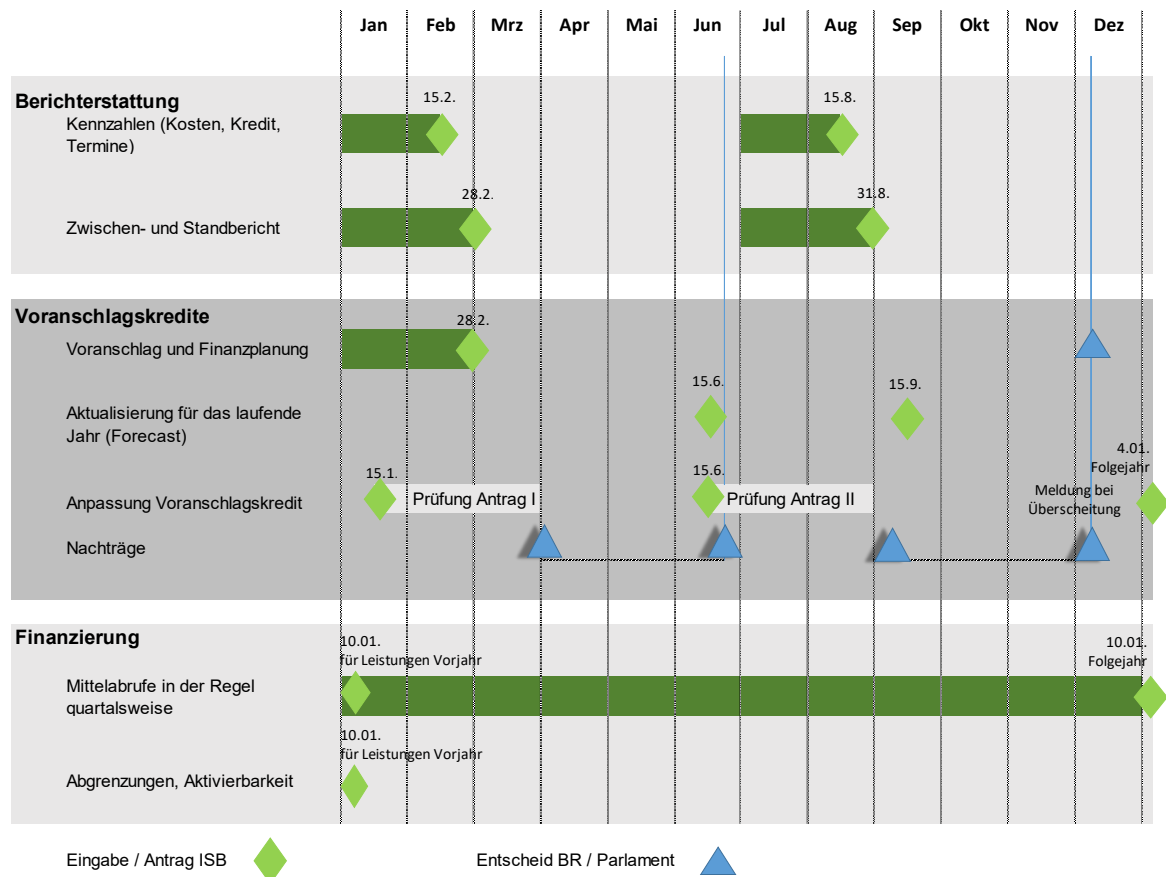 Jan Feb Mrz Apr Mai Jun Jul Aug Sep Okt Nov Dez
Berichterstattung
15.2.
15.8.
Kennzahlen (Kosten, Kredit,
Termine)
28.2.
31.8.
Zwischen- und Standbericht
Voranschlagskredite
28.2.
Voranschlag und Finanzplanung
15.6.
15.9.
Aktualisierung für das laufende
Jahr (Forecast)
4.01.
Folgejahr
15.1.
15.6.
Anpassung Voranschlagskredit
Prüfung Antrag I
Prüfung Antrag II
Meldung bei
Überscheitung
Nachträge
Finanzierung
10.01.
für Leistungen Vorjahr
10.01.
Folgejahr
Mittelabrufe in der Regel
quartalsweise
10.01.
für Leistungen Vorjahr
Abgrenzungen, Aktivierbarkeit
Eingabe / Antrag ISB
Entscheid BR / Parlament